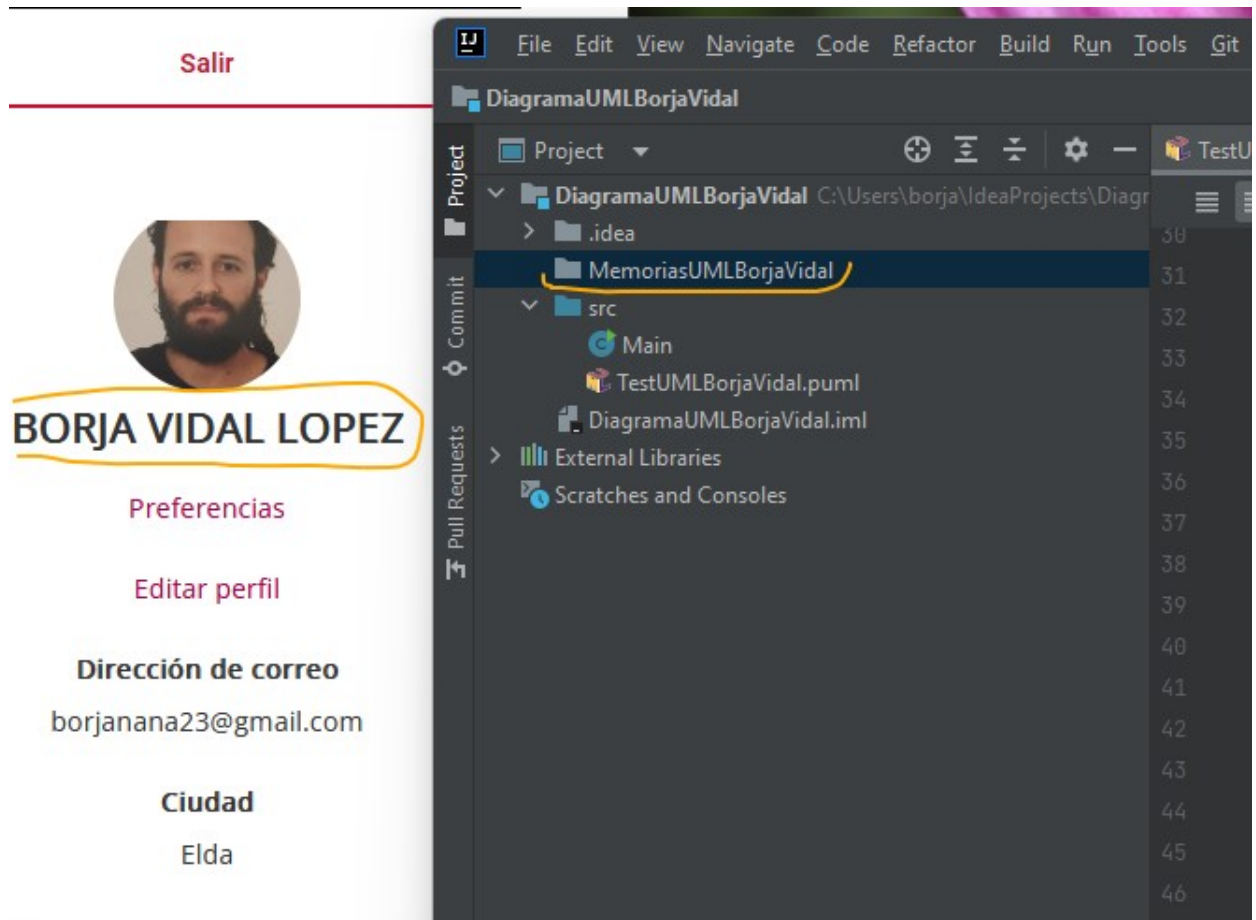 Salir
BORJA VIDAL LOPEZ
Preferencias
Editar perfil
Dirección de correo
borjanana23@gmail.com
Ciudad
Elda
IJ File Edit View Navigate Code Refactor Build Run Tools Git
DiagramaUMLBorjaVidal
Project
Commit
Pull Requests
Project
DiagramaUMLBorjaVidal C:\Users\borja\IdeaProjects\Diagr
.idea
MemoriasUMLBorjaVidal
src
C Main
TestUMLBorjaVidal.puml
DiagramaUMLBorjaVidal.iml
External Libraries
Scratches and Consoles
TestU
30
31
32
33
34
35
36
37
38
39
40
41
42
43
44
45
46